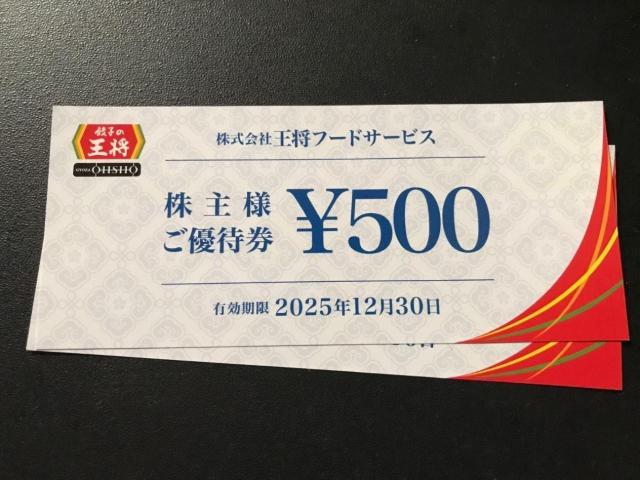 餃子の
王将
GYOZA OHSHO
株式会社王将フードサービス
株主様
ご優待券
¥500
有効期限 2025年12月30日